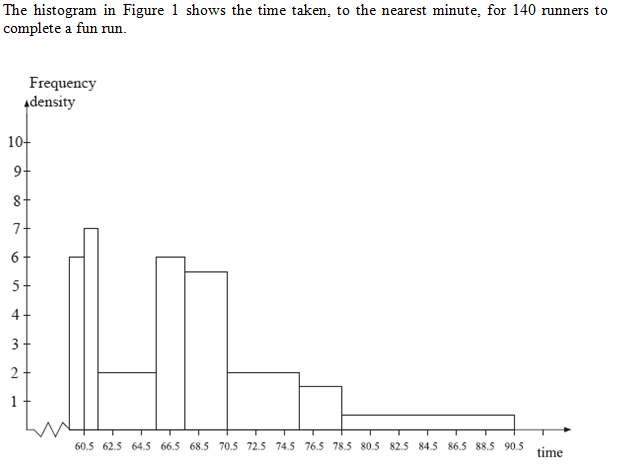 The histogram in Figure 1 shows the time taken, to the nearest minute, for 140 runners to
complete a fun run.
Frequency
density
10
9
8
7
6
5
4
3
2
1
60.5 62.5 64.5 66.5 68.5 70.5 72.5 74.5 76.5 78.5 80.5 82.5 84.5 86.5 88.5 90.5
time